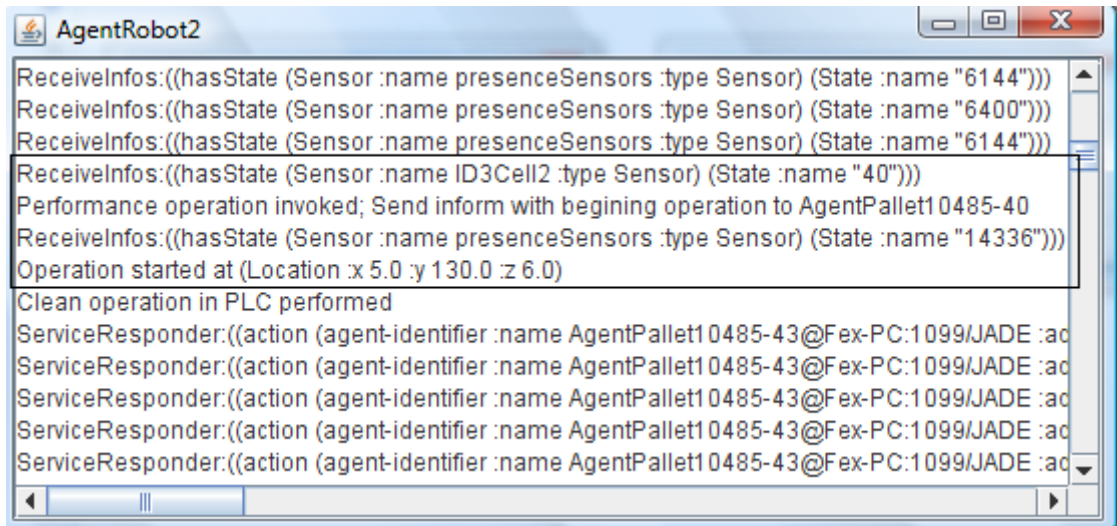 AgentRobot2
ReceiveInfos:((hasState (Sensor :name presenceSensors :type Sensor) (State :name "6144")))
ReceiveInfos:((hasState (Sensor :name presenceSensors :type Sensor) (State :name "6400")))
ReceiveInfos:((hasState (Sensor :name presenceSensors :type Sensor) (State :name "6144")))
ReceiveInfos:((hasState (Sensor :name ID3Cell2 :type Sensor) (State :name "40")))
Performance operation invoked; Send inform with begining operation to AgentPallet10485-40
ReceiveInfos:((hasState (Sensor :name presenceSensors :type Sensor) (State :name "14336")))
Operation started at (Location :x 5.0 :y 130.0 :z 6.0)
Clean operation in PLC performed
ServiceResponder:((action (agent-identifier :name AgentPallet10485-43@Fex-PC:1099/JADE :ad
ServiceResponder:((action (agent-identifier :name AgentPallet10485-43@Fex-PC:1099/JADE :ad
ServiceResponder:((action (agent-identifier :name AgentPallet10485-43@Fex-PC:1099/JADE :ad
ServiceResponder:((action (agent-identifier :name AgentPallet10485-43@Fex-PC:1099/JADE :ad
ServiceResponder:((action (agent-identifier :name AgentPallet10485-43@Fex-PC:1099/JADE :ad